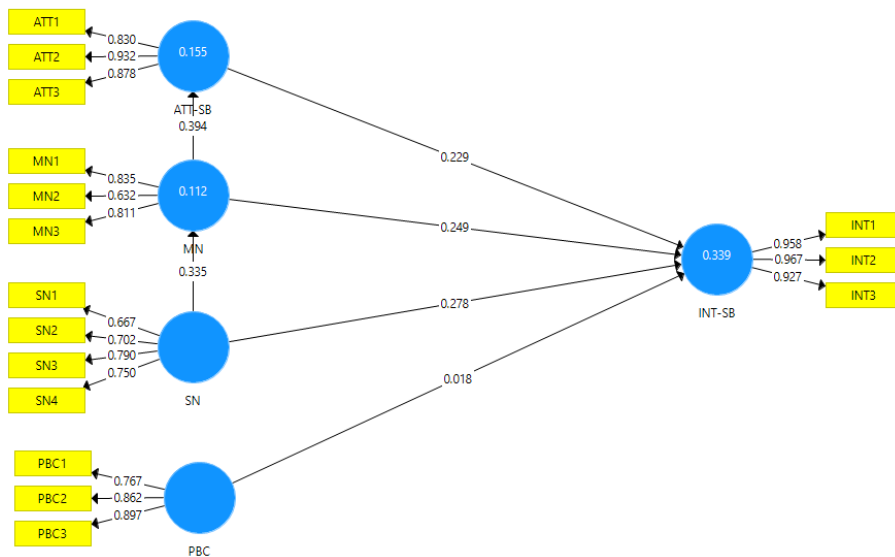 ATT1
0.830
ATT2
0.932
ATT3
0.878
0.155
ATT-SB
0.394
0.229
MN1
0.835
MN2
0.632
MN3
0.811
0.112
MN
0.335
0.249
SN1
0.667
SN2
0.702
SN3
0.790
SN4
0.750
SN
0.278
PBC1
0.767
PBC2
0.862
PBC3
0.897
PBC
0.018
0.339
INT-SB
0.958
INT1
0.967
INT2
0.927
INT3